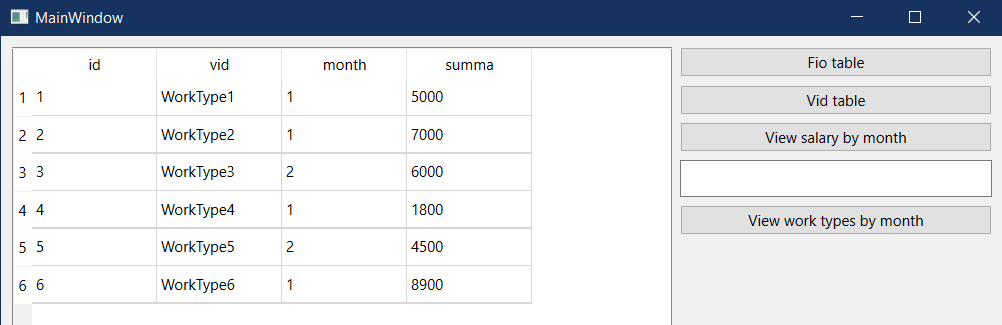 MainWindow
id vid month summa
1 1 WorkType1 1 5000
2 2 WorkType2 1 7000
3 3 WorkType3 2 6000
4 4 WorkType4 1 1800
5 5 WorkType5 2 4500
6 6 WorkType6 1 8900
Fio table
Vid table
View salary by month
View work types by month